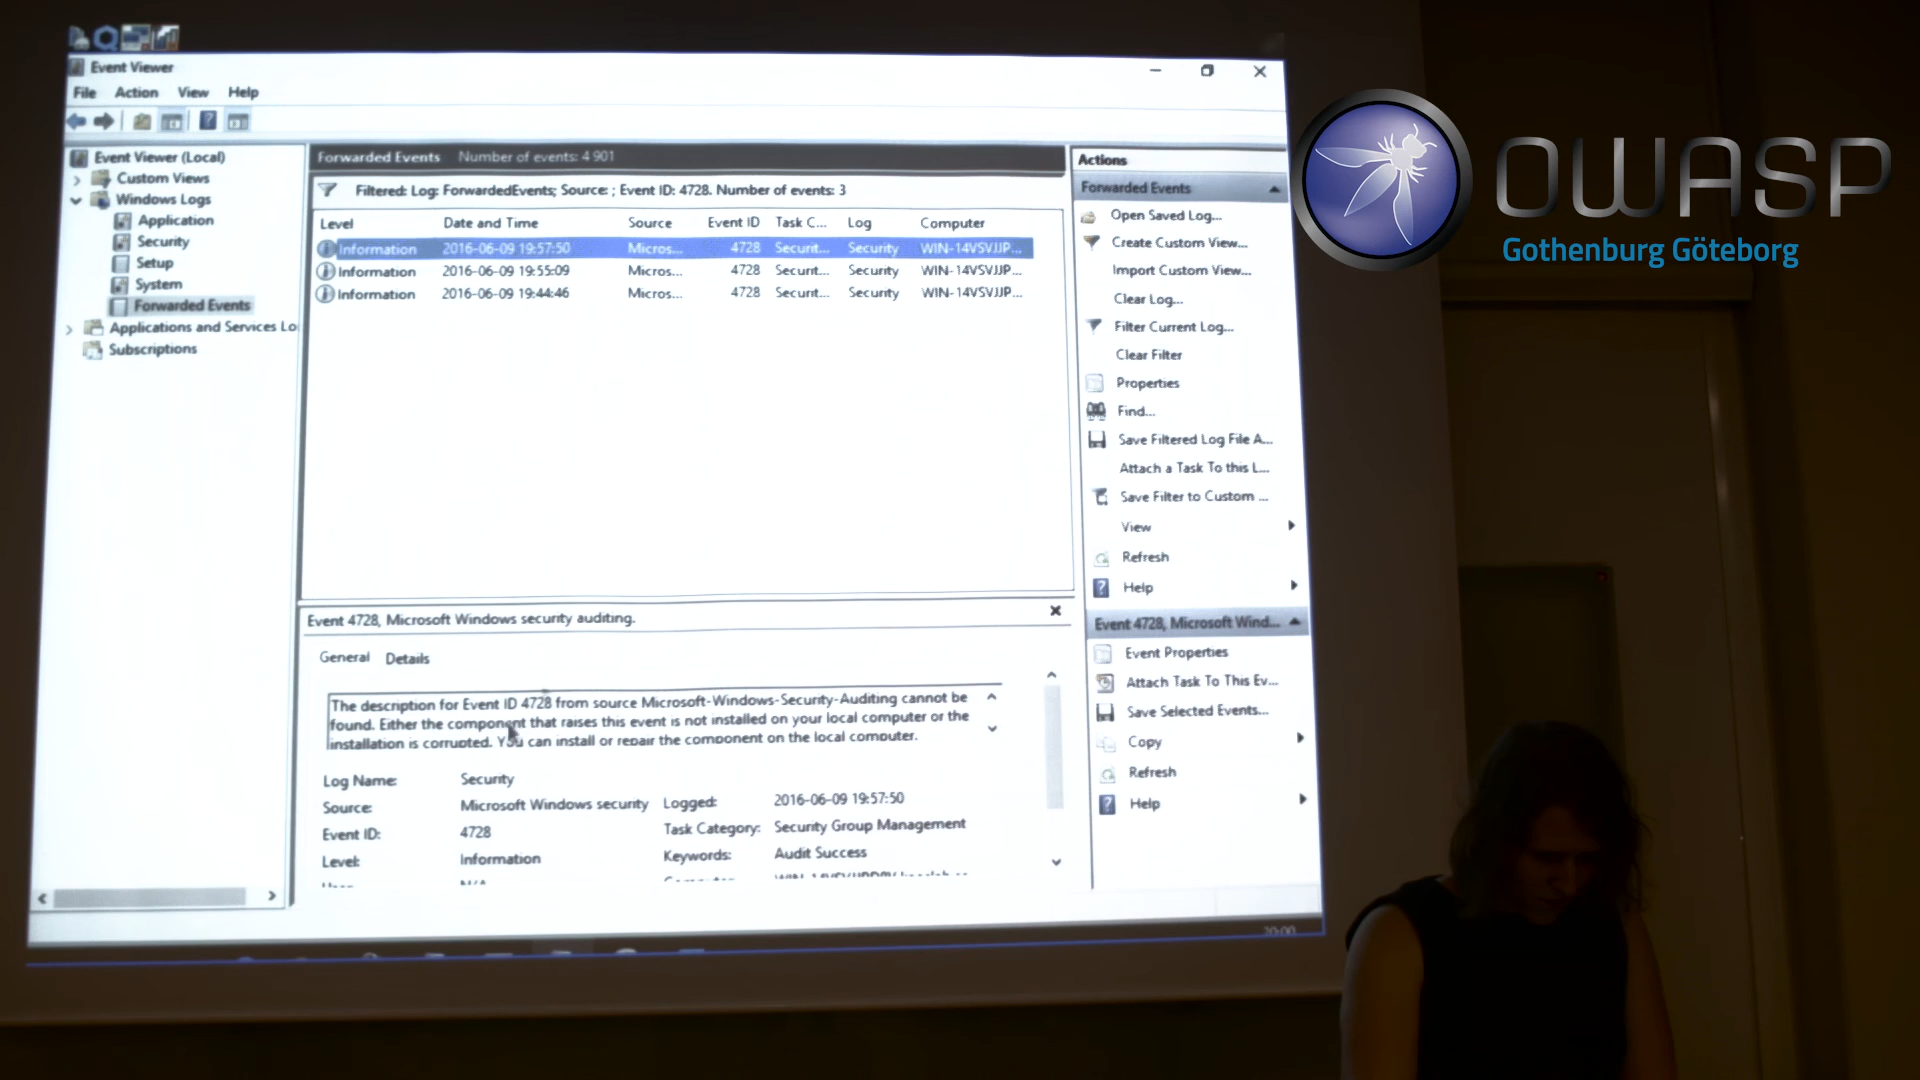 Event Viewer
File Action View Help
Event Viewer (Local)
Custom Views
Windows Logs
Application
Security
Setup
System
Forwarded Events
Applications and Services Lo
Subscriptions
Forwarded Events Number of events: 4 901
Filtered: Log: ForwardedEvents; Source: ; Event ID: 4728. Number of events: 3
Level Date and Time Source Event ID Task C... Log Computer
Information 2016-06-09 19:57:50 Micros... 4728 Securit... Security WIN-14VSVJJP...
Information 2016-06-09 19:55:09 Micros... 4728 Securit... Security WIN-14VSVJJP...
Information 2016-06-09 19:44:46 Micros... 4728 Securit... Security WIN-14VSVJJP...
Event 4728, Microsoft Windows security auditing.
General Details
The description for Event ID 4728 from source Microsoft-Windows-Security-Auditing cannot be
found. Either the component that raises this event is not installed on your local computer or the
installation is corrupted. You can install or repair the component on the local computer.
Log Name: Security
Source: Microsoft Windows security Logged: 2016-06-09 19:57:50
Event ID: 4728 Task Category: Security Group Management
Level: Information Keywords: Audit Success
Actions
Forwarded Events
Open Saved Log...
Create Custom View...
Import Custom View...
Clear Log...
Filter Current Log...
Clear Filter
Properties
Find...
Save Filtered Log File A...
Attach a Task To this L...
Save Filter to Custom ...
View
Refresh
Help
Event 4728, Microsoft Wind...
Event Properties
Attach Task To This Ev...
Save Selected Events...
Copy
Refresh
Help
20:00
OWASP
Gothenburg Göteborg